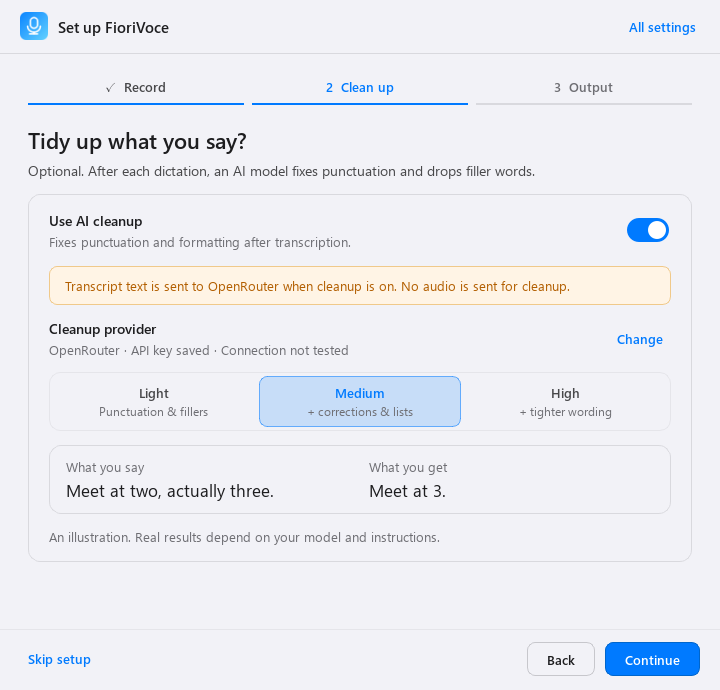 Set up FioriVoce
All settings
✓ Record
2 Clean up
3 Output
Tidy up what you say?
Optional. After each dictation, an AI model fixes punctuation and drops filler words.
Use AI cleanup
Fixes punctuation and formatting after transcription.
Transcript text is sent to OpenRouter when cleanup is on. No audio is sent for cleanup.
Cleanup provider
OpenRouter · API key saved · Connection not tested
Change
Light
Punctuation & fillers
Medium
+ corrections & lists
High
+ tighter wording
What you say
Meet at two, actually three.
What you get
Meet at 3.
An illustration. Real results depend on your model and instructions.
Skip setup
Back
Continue